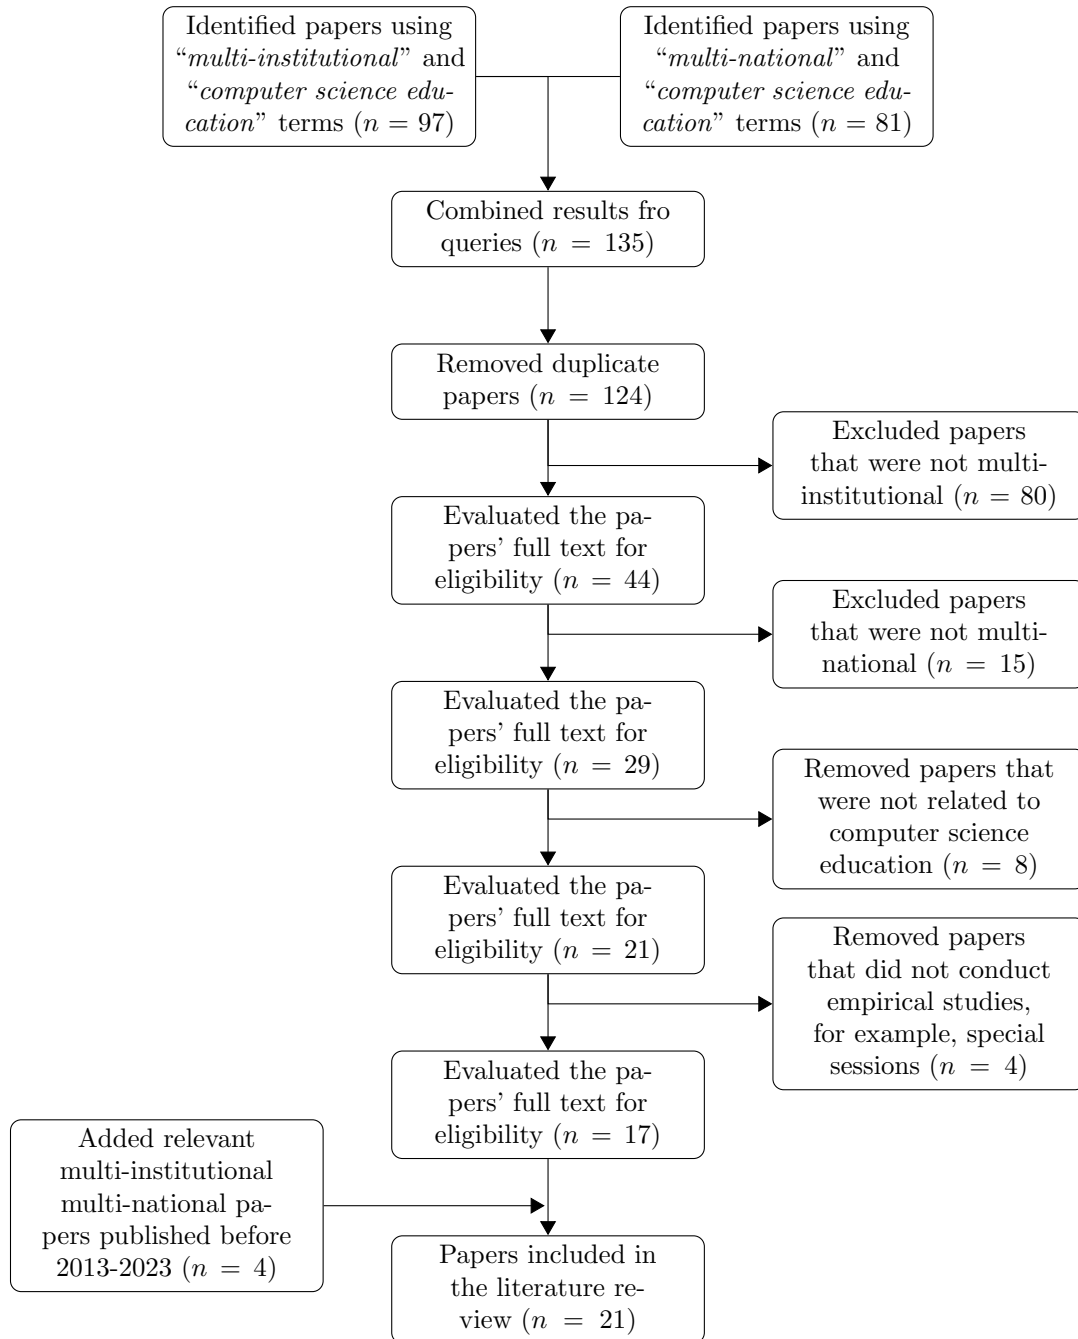 Identified papers using
“multi-institutional” and
“computer science edu-
cation” terms (n = 97)
Identified papers using
“multi-national” and
“computer science edu-
cation” terms (n = 81)
Combined results fro
queries (n = 135)
Removed duplicate
papers (n = 124)
Excluded papers
that were not multi-
institutional (n = 80)
Evaluated the pa-
pers’ full text for
eligibility (n = 44)
Excluded papers
that were not multi-
national (n = 15)
Evaluated the pa-
pers’ full text for
eligibility (n = 29)
Removed papers that
were not related to
computer science
education (n = 8)
Evaluated the pa-
pers’ full text for
eligibility (n = 21)
Removed papers
that did not conduct
empirical studies,
for example, special
sessions (n = 4)
Evaluated the pa-
pers’ full text for
eligibility (n = 17)
Added relevant
multi-institutional
multi-national pa-
pers published before
2013-2023 (n = 4)
Papers included in
the literature re-
view (n = 21)